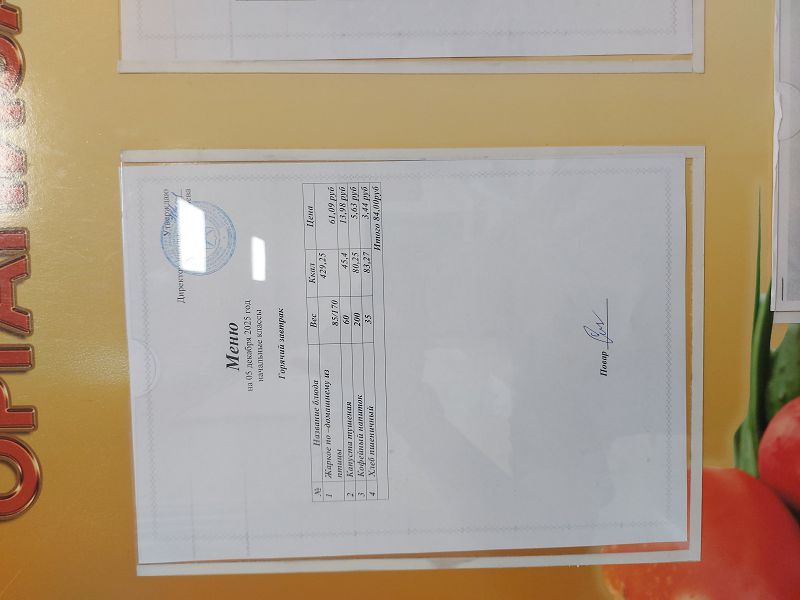 Утверждаю
Меню
на 05 декабря 2025 год
начальные классы
Горячий завтрак
№ Название блюда Вес Ккал Цена
1 Жаркое по –домашнему из птицы 85/170 429,25 61,09 руб
2 Капуста тушеная 60 45,4 13,98 руб
3 Кофейный напиток 200 80,25 5,63 руб
4 Хлеб пшеничный 35 83,27 3,44 руб
Итого 84,00руб
Повар